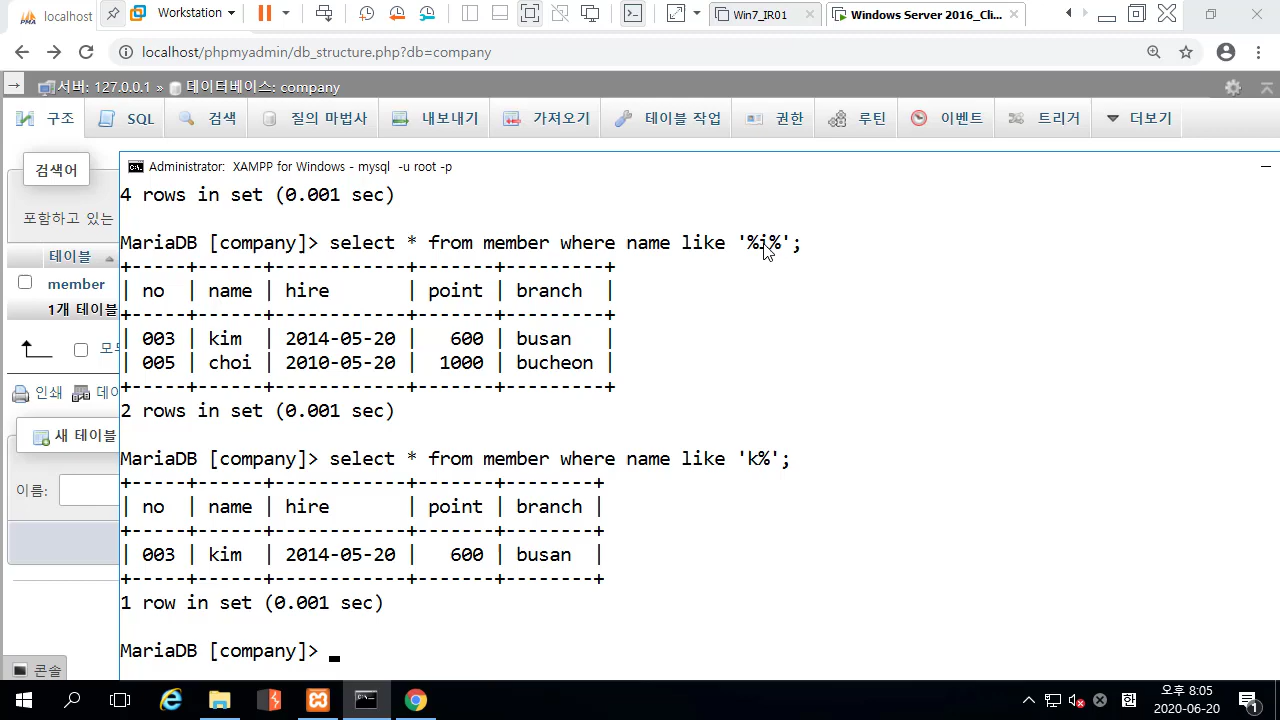 Workstation
Win7_IR01
Windows Server 2016_Cli...
localhost
localhost/phpmyadmin/db_structure.php?db=company
서버: 127.0.0.1 » 데이터베이스: company
구조 SQL 검색 질의 마법사 내보내기 가져오기 테이블 작업 권한 루틴 이벤트 트리거 더보기
검색어
포함하고 있는
테이블
member
1개 테이블
인쇄
새 테이블
이름:
콘솔
Administrator: XAMPP for Windows - mysql -u root -p
4 rows in set (0.001 sec)
MariaDB [company]> select * from member where name like '%i%';
+-----+------+------------+-------+---------+
| no | name | hire | point | branch |
+-----+------+------------+-------+---------+
| 003 | kim | 2014-05-20 | 600 | busan |
| 005 | choi | 2010-05-20 | 1000 | bucheon |
+-----+------+------------+-------+---------+
2 rows in set (0.001 sec)
MariaDB [company]> select * from member where name like 'k%';
+-----+------+------------+-------+--------+
| no | name | hire | point | branch |
+-----+------+------------+-------+--------+
| 003 | kim | 2014-05-20 | 600 | busan |
+-----+------+------------+-------+--------+
1 row in set (0.001 sec)
MariaDB [company]>
한
오후 8:05
2020-06-20
1